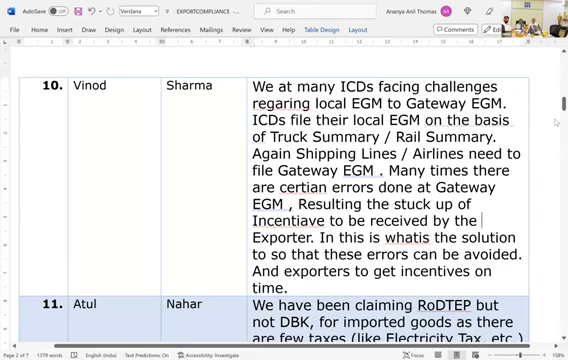 AutoSave Off EXPORTCOMPLIANCE Search Ananya Anil Thomas AA
Verdana
File Home Insert Draw Design Layout References Mailings Review View Help Table Design Layout Comments
10. Vinod Sharma We at many ICDs facing challenges
regaring local EGM to Gateway EGM.
ICDs file their local EGM on the basis
of Truck Summary / Rail Summary.
Again Shipping Lines / Airlines need to
file Gateway EGM . Many times there
are certian errors done at Gateway
EGM , Resulting the stuck up of
Incentiave to be received by the
Exporter. In this is whatis the solution
to so that these errors can be avoided.
And exporters to get incentives on
time.
11. Atul Nahar We have been claiming RoDTEP but
not DBK, for imported goods as there
are few taxes (like Electricity Tax, etc.)
Page 2 of 7 1379 words English (India) Text Predictions: On Accessibility: Investigate Focus 158%